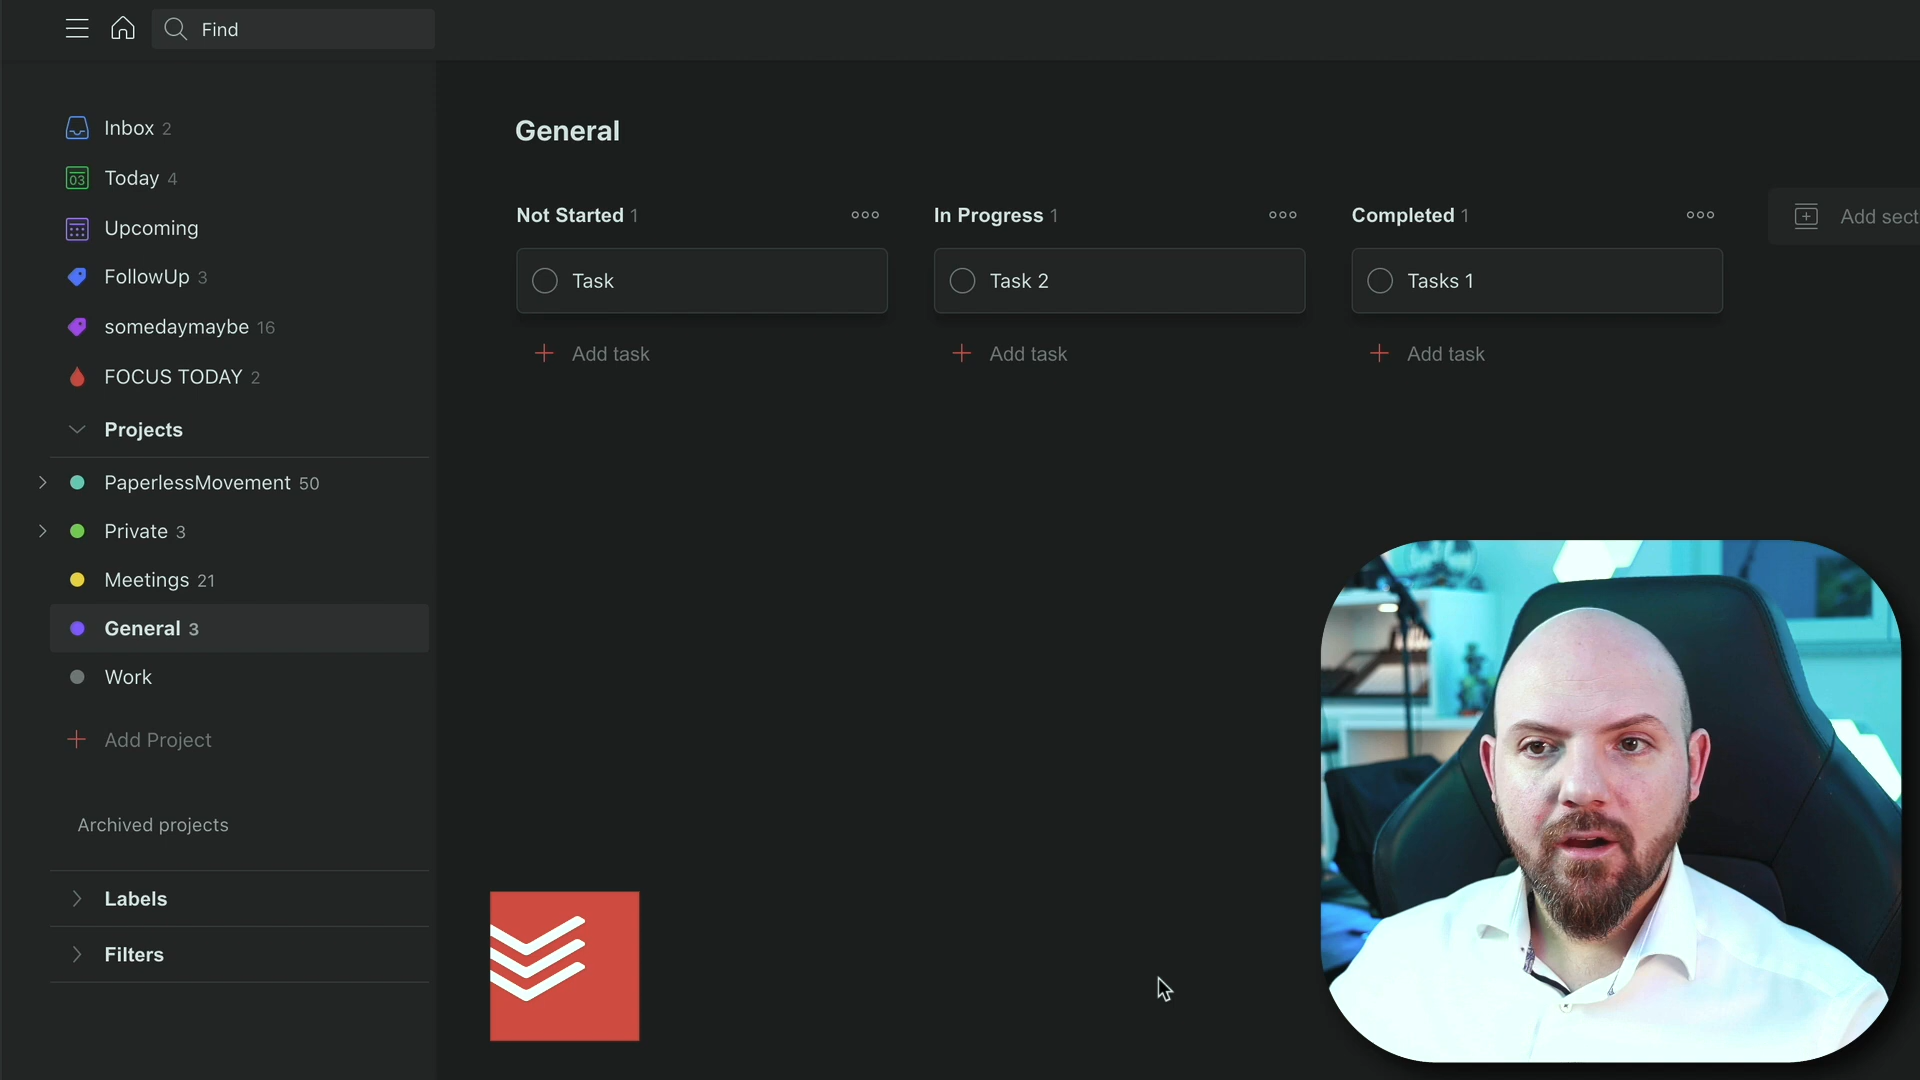 Find
Inbox 2
03
Today 4
Upcoming
FollowUp 3
somedaymaybe 16
FOCUS TODAY 2
Projects
PaperlessMovement 50
Private 3
Meetings 21
General 3
Work
Add Project
Archived projects
Labels
Filters
General
Not Started 1
Task
Add task
In Progress 1
Task 2
Add task
Completed 1
Tasks 1
Add task
Add sect